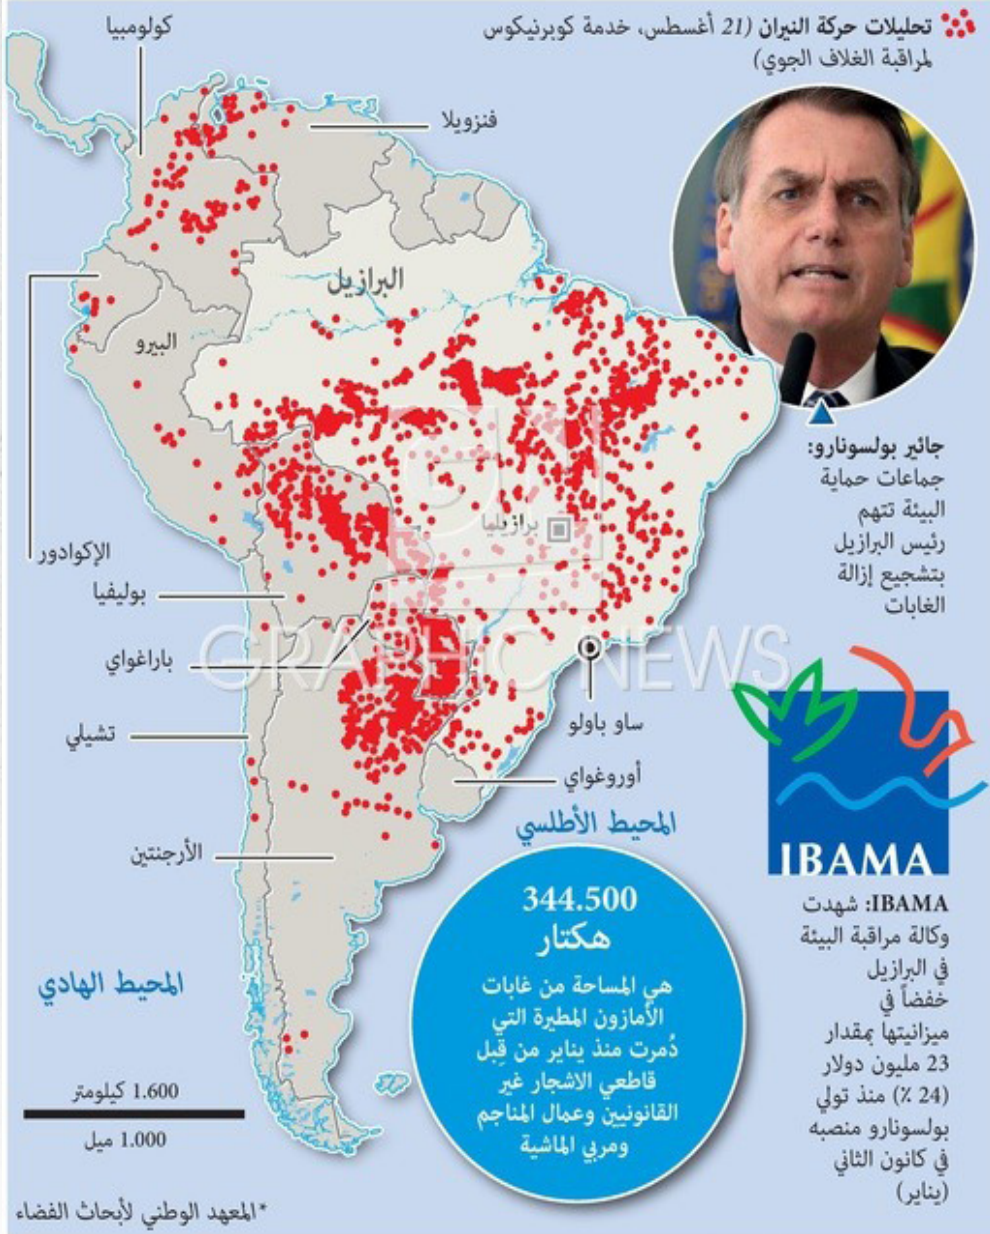 تحليلات حركة النيران (21 أغسطس، خدمة كوبرنيكوس
لمراقبة الغلاف الجوي)
كولومبيا
فنزويلا
البرازيل
البيرو
جائير بولسونارو:
جماعات حماية
البيئة تتهم
رئيس البرازيل
بتشجيع إزالة
الغابات
برازيليا
الإكوادور
بوليفيا
GRAPHIC NEWS
باراغواي
ساو باولو
تشيلي
أوروغواي
المحيط الأطلسي
الأرجنتين
IBAMA
IBAMA: شهدت
وكالة مراقبة البيئة
في البرازيل
خفضاً في
ميزانيتها بمقدار
23 مليون دولار
(24 ٪) منذ تولي
بولسونارو منصبه
في كانون الثاني
(يناير)
344.500
هكتار
هي المساحة من غابات
الأمازون المطيرة التي
دُمرت منذ يناير من قِبل
قاطعي الاشجار غير
القانونيين وعمال المناجم
ومربي الماشية
المحيط الهادي
1.600 كيلومتر
1.000 ميل
*المعهد الوطني لأبحاث الفضاء